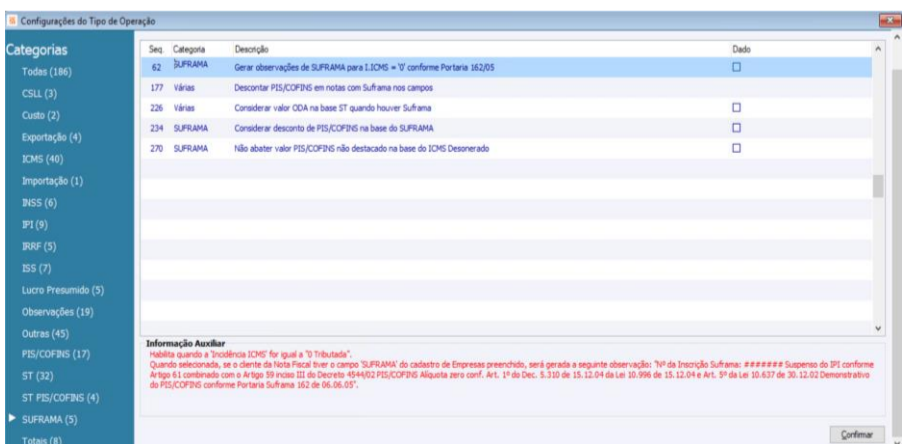 Configurações do Tipo de Operação
Categorias
Todas (186)
CSLL (3)
Custo (2)
Exportação (4)
ICMS (40)
Importação (1)
INSS (6)
IPI (9)
IRRF (5)
ISS (7)
Lucro Presumido (5)
Observações (19)
Outras (45)
PIS/COFINS (17)
ST (32)
ST PIS/COFINS (4)
SUFRAMA (5)
Totais (8)
Seq. Categoria Descrição Dado
62 SUFRAMA Gerar observações de SUFRAMA para I.ICMS = '0' conforme Portaria 162/05
177 Várias Descontar PIS/COFINS em notas com Suframa nos campos
226 Várias Considerar valor ODA na base ST quando houver Suframa
234 SUFRAMA Considerar desconto de PIS/COFINS na base do SUFRAMA
270 SUFRAMA Não abater valor PIS/COFINS não destacado na base do ICMS Desonerado
Informação Auxiliar
Habilita quando a 'Incidência ICMS' for igual a "0 Tributada".
Quando selecionada, se o cliente da Nota Fiscal tiver o campo 'SUFRAMA' do cadastro de Empresas preenchido, será gerada a seguinte observação: "Nº da Inscrição Suframa: ####### Suspenso do IPI conforme
Artigo 61 combinado com o Artigo 59 inciso III do Decreto 4544/02 PIS/COFINS Alíquota zero conf. Art. 1º do Dec. 5.310 de 15.12.04 da Lei 10.996 de 15.12.04 e Art. 5º da Lei 10.637 de 30.12.02 Demonstrativo
do PIS/COFINS conforme Portaria Suframa 162 de 06.06.05".
Confirmar